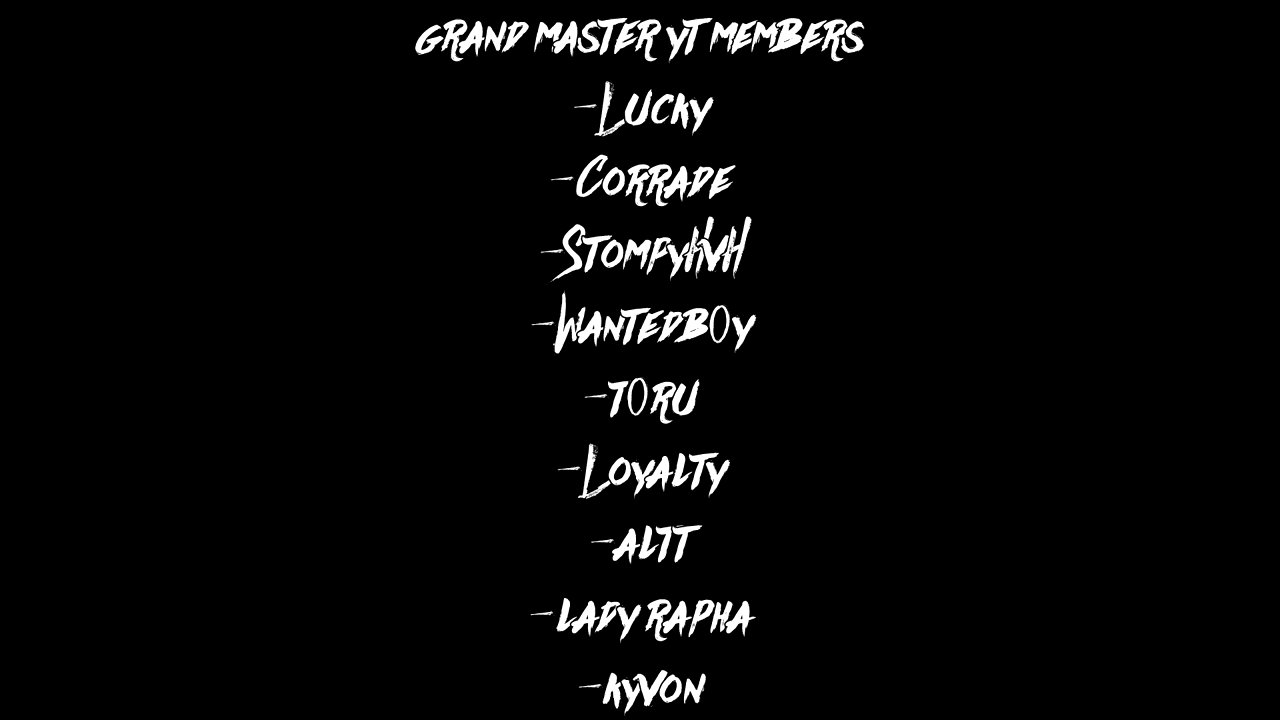 GRAND MASTER YT MEMBERS
-Lucky
-Corrade
-StompyHVH
-Wantedb0y
-t0ru
-Loyalty
-altt
-lady rapha
-kyvon